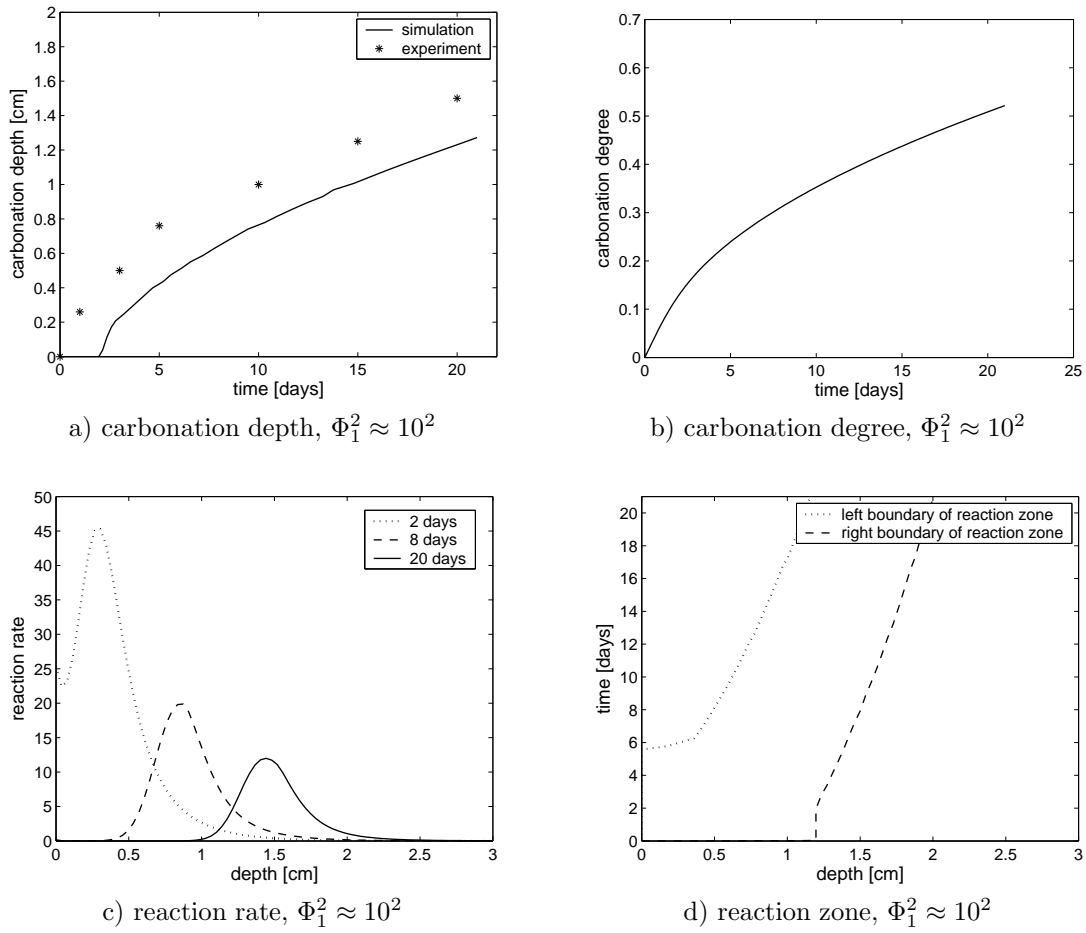 2
1.8
1.6
1.4
1.2
1
0.8
0.6
0.4
0.2
0
carbonation depth [cm]
simulation
experiment
0 5 10 15 20
time [days]
a) carbonation depth, Φ₁² ≈ 10²
0.7
0.6
0.5
0.4
0.3
0.2
0.1
0
carbonation degree
0 5 10 15 20 25
time [days]
b) carbonation degree, Φ₁² ≈ 10²
50
45
40
35
30
25
20
15
10
5
0
reaction rate
2 days
8 days
20 days
0 0.5 1 1.5 2 2.5 3
depth [cm]
c) reaction rate, Φ₁² ≈ 10²
20
18
16
14
12
10
8
6
4
2
0
time [days]
left boundary of reaction zone
right boundary of reaction zone
0 0.5 1 1.5 2 2.5 3
depth [cm]
d) reaction zone, Φ₁² ≈ 10²